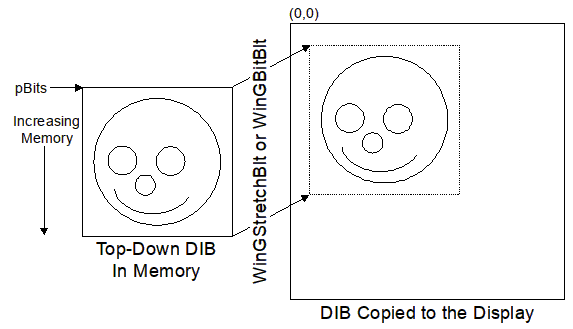 (0,0)
pBits
Increasing
Memory
WinGStretchBlt or WinGBitBlt
Top-Down DIB
In Memory
DIB Copied to the Display